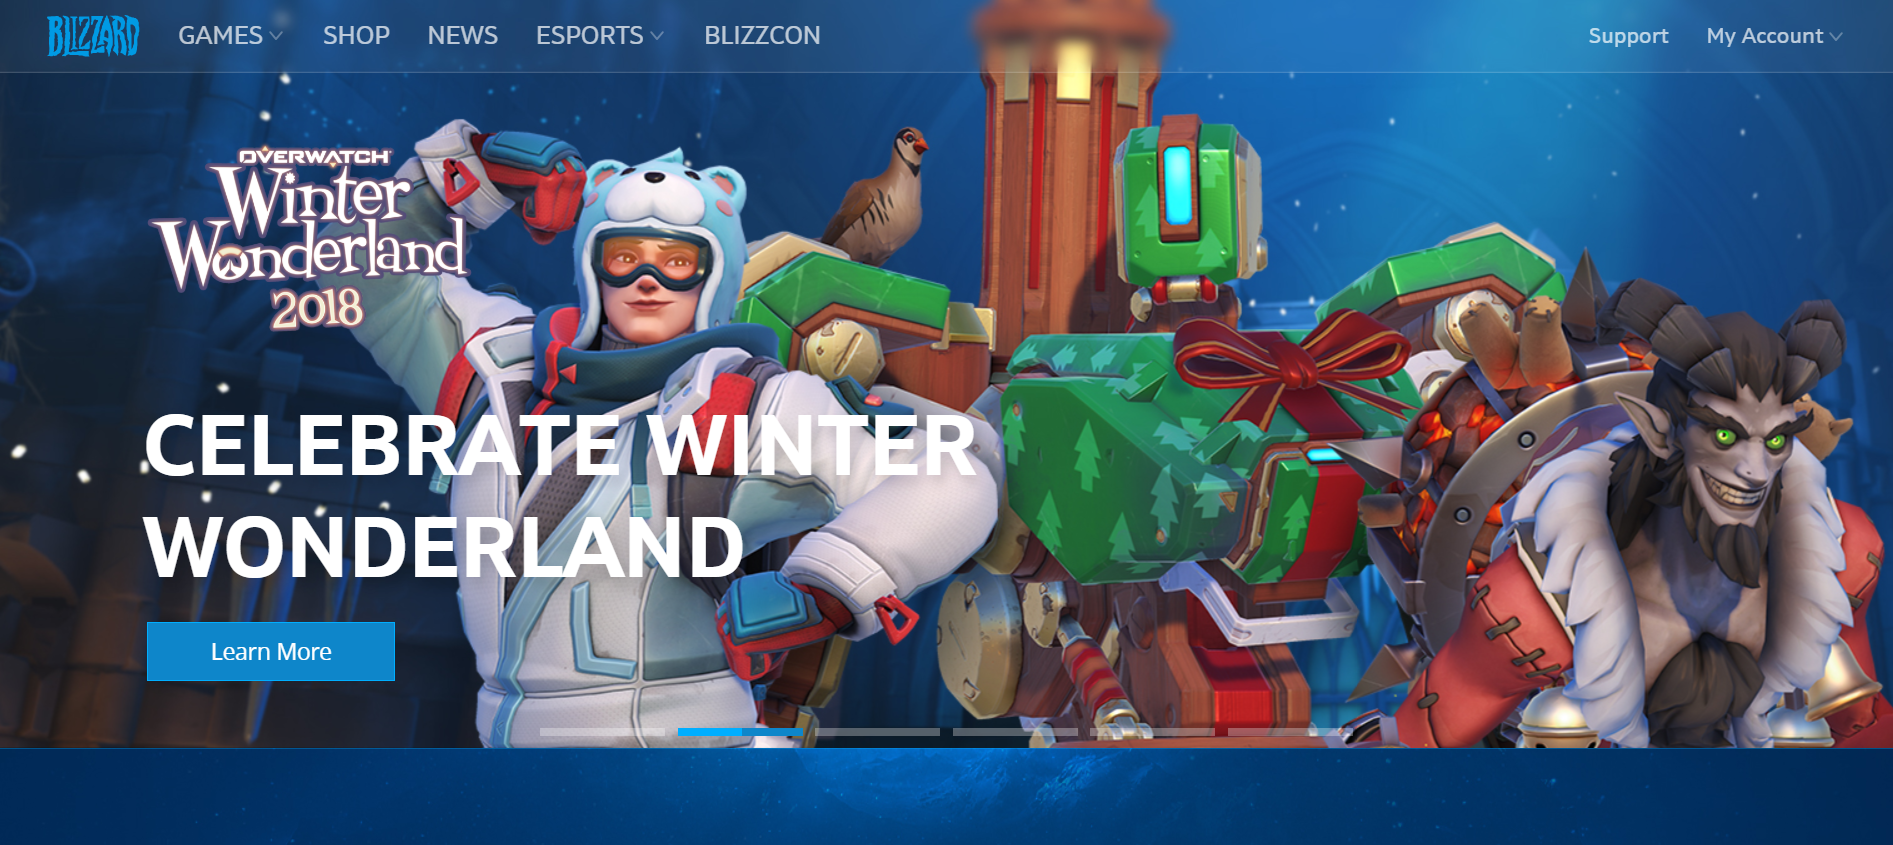 BLIZZARD
GAMES
SHOP
NEWS
ESPORTS
BLIZZCON
Support
My Account
OVERWATCH
Winter
Wonderland
2018
CELEBRATE WINTER
WONDERLAND
Learn More